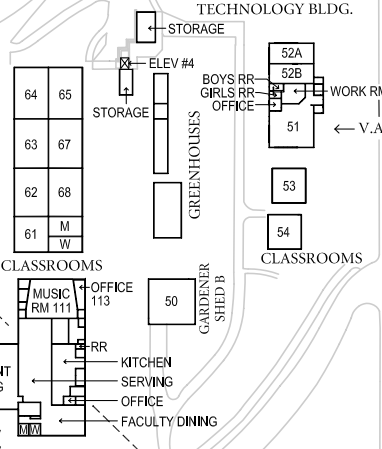 TECHNOLOGY BLDG.
STORAGE
52A
ELEV #4
52B
BOYS RR
64
65
GIRLS RR
WORK RM
OFFICE
STORAGE
51
V.A
63
67
GREENHOUSES
62
68
53
61
M
W
54
CLASSROOMS
CLASSROOMS
OFFICE
113
MUSIC
RM 111
50
GARDENER
SHED B
RR
KITCHEN
NT
G
SERVING
OFFICE
M
W
FACULTY DINING